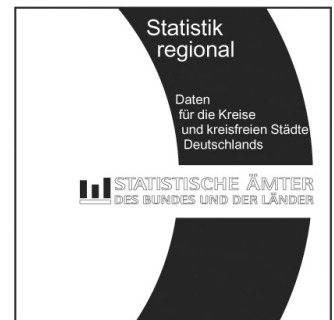 Statistik
regional
Daten
für die Kreise
und kreisfreien Städte
Deutschlands
STATISTISCHE ÄMTER
DES BUNDES UND DER LÄNDER